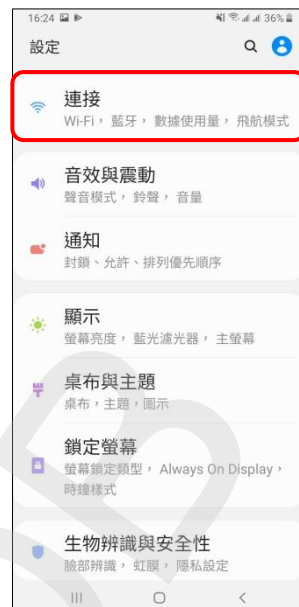 16:24 36%
設定
連接
Wi-Fi， 藍牙， 數據使用量， 飛航模式
音效與震動
聲音模式， 鈴聲， 音量
通知
封鎖、允許、排列優先順序
顯示
螢幕亮度， 藍光濾光器， 主螢幕
桌布與主題
桌布，主題，圖示
鎖定螢幕
螢幕鎖定類型， Always On Display，
時鐘樣式
生物辨識與安全性
臉部辨識， 虹膜， 隱私設定